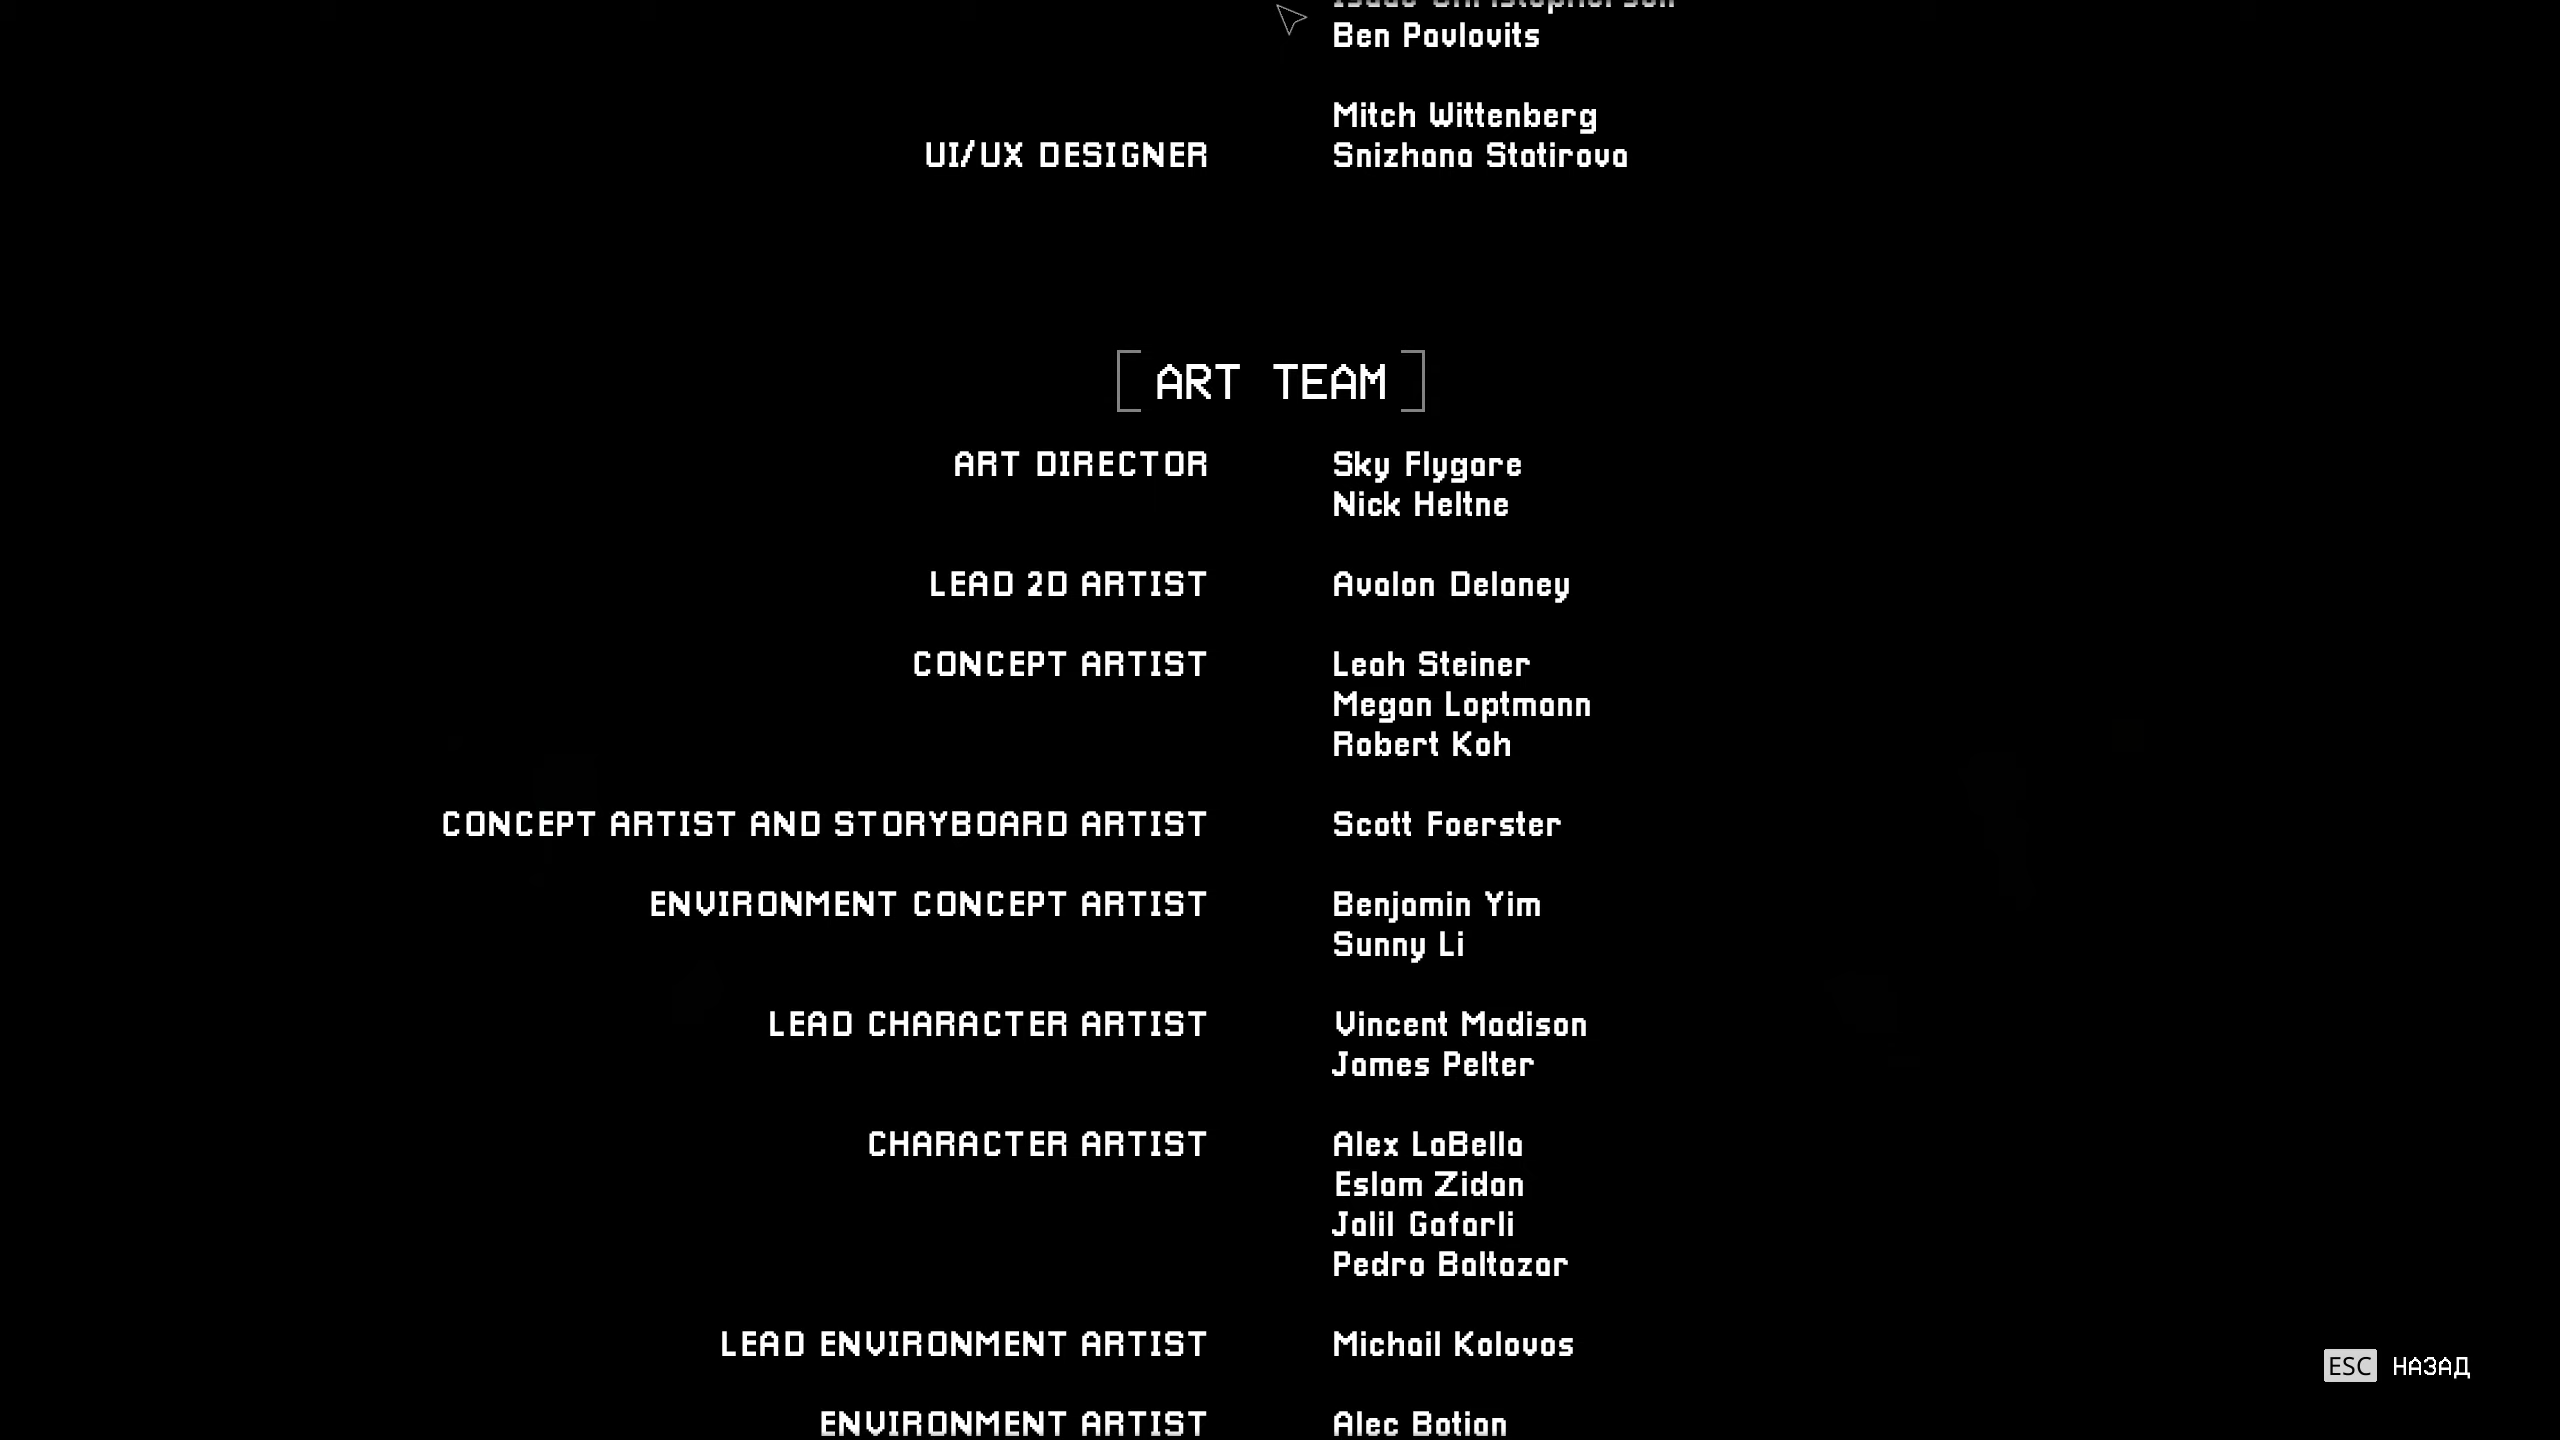 Ben Pavlovits
Mitch Wittenberg
UI/UX DESIGNER Snizhana Statirova
ART TEAM
ART DIRECTOR Sky Flygare
Nick Heltne
LEAD 2D ARTIST Avalon Delaney
CONCEPT ARTIST Leah Steiner
Megan Laptmann
Robert Koh
CONCEPT ARTIST AND STORYBOARD ARTIST Scott Foerster
ENVIRONMENT CONCEPT ARTIST Benjamin Yim
Sunny Li
LEAD CHARACTER ARTIST Vincent Madison
James Pelter
CHARACTER ARTIST Alex LaBella
Eslam Zidan
Jalil Gafarli
Pedro Baltazar
LEAD ENVIRONMENT ARTIST Michail Kalovos
ENVIRONMENT ARTIST Alec Botian
ESC НАЗАД